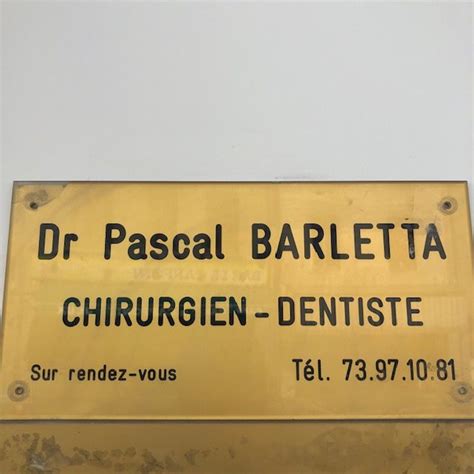 Dr Pascal BARLETTA
CHIRURGIEN - DENTISTE
Sur rendez-vous Tél. 73.97.10.81